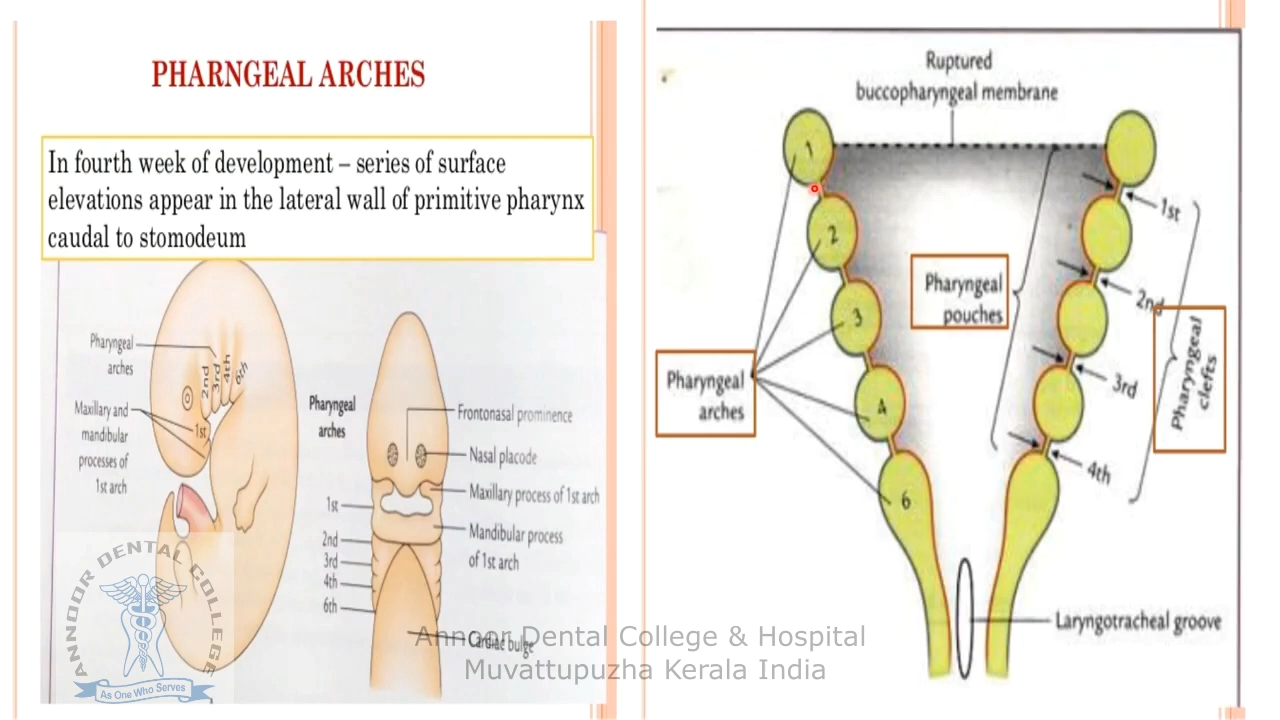 PHARNGEAL ARCHES
In fourth week of development – series of surface
elevations appear in the lateral wall of primitive pharynx
caudal to stomodeum
Pharyngeal
arches
2nd
3rd
4th
6th
Maxillary and
mandibular
processes of
1st arch
1st
Pharyngeal
arches
Frontonasal prominence
Nasal placode
Maxillary process of 1st arch
Mandibular process
of 1st arch
1st
2nd
3rd
4th
6th
Cardiac bulge
ANNOOR DENTAL COLLEGE
As One Who Serves
Ruptured
buccopharyngeal membrane
1
2
3
4
6
Pharyngeal
arches
Pharyngeal
pouches
1st
2nd
3rd
4th
Pharyngeal
clefts
Laryngotracheal groove
Annoor Dental College & Hospital
Muvattupuzha Kerala India